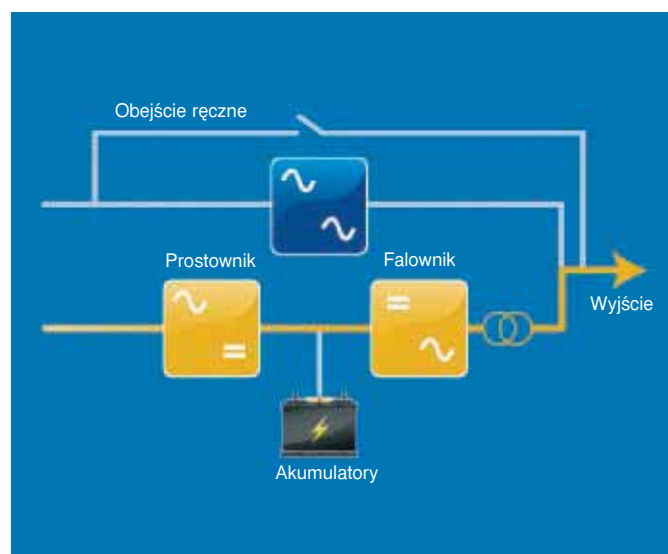 Obejście ręczne
Prostownik
Falownik
Wyjście
Akumulatory